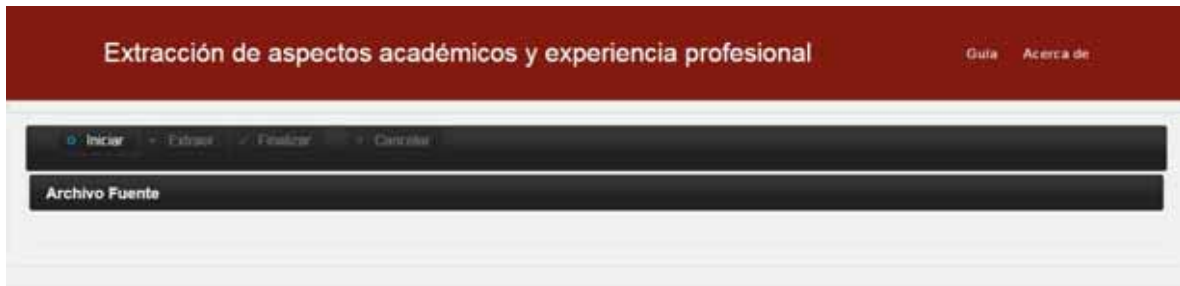 Extracción de aspectos académicos y experiencia profesional
Guía Acerca de
Iniciar Extraer Finalizar Cancelar
Archivo Fuente